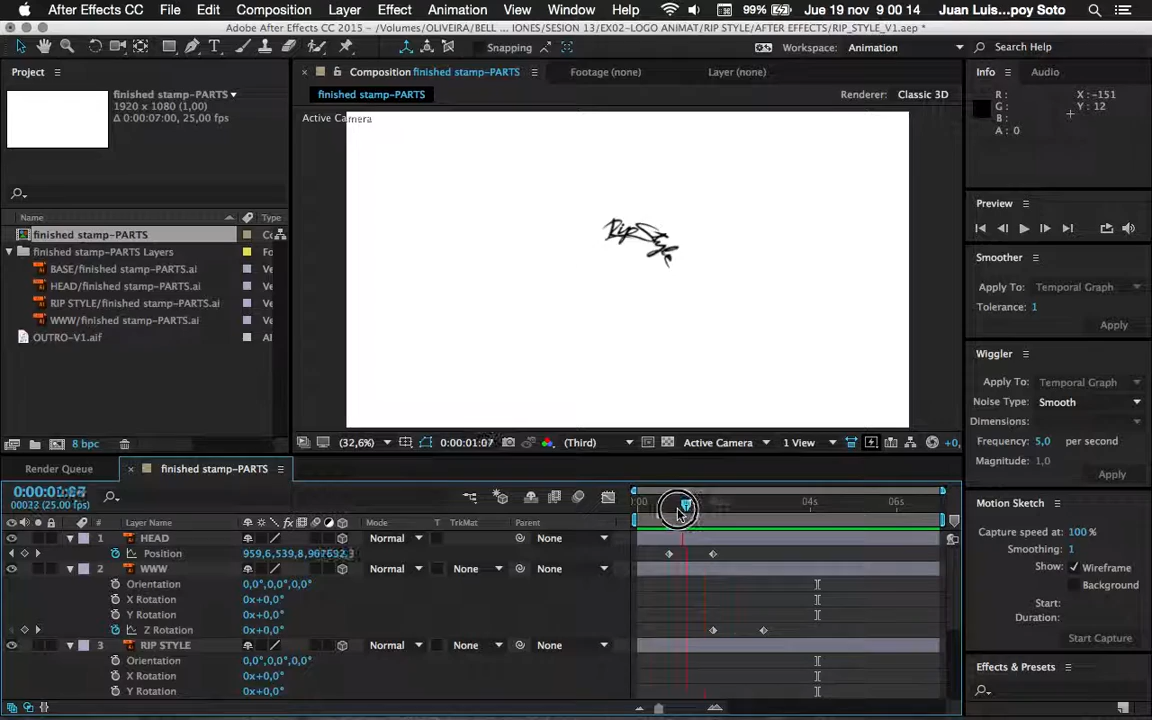 After Effects CC File Edit Composition Layer Effect Animation View Window Help 99% Jue 19 nov 9 00 14 Juan Luis...poy Soto
After Effects CC 2015 - /Volumes/OLIVEIRA/BELL ... IONES/SESION 13/EX02-LOGO ANIMAT/RIP STYLE/AFTER EFFECTS/RIP_STYLE_V1.aep *
Snapping Workspace: Animation Search Help
Project
Composition finished stamp-PARTS Footage (none) Layer (none)
Info Audio
finished stamp-PARTS
1920 x 1080 (1,00)
Δ 0:00:07:00, 25,00 fps
finished stamp-PARTS
Renderer: Classic 3D
Active Camera
R:
G:
B:
A: 0
X: -151
Y: 12
RipStyle
Preview
Name Type
finished stamp-PARTS
finished stamp-PARTS Layers
BASE/finished stamp-PARTS.ai
HEAD/finished stamp-PARTS.ai
RIP STYLE/finished stamp-PARTS.ai
WWW/finished stamp-PARTS.ai
OUTRO-V1.aif
Smoother
Apply To: Temporal Graph
Tolerance: 1
Apply
Wiggler
Apply To: Temporal Graph
Noise Type: Smooth
Dimensions:
Frequency: 5,0 per second
Magnitude: 1,0
Apply
8 bpc
(32,6%) 0:00:01:07 (Third) Active Camera 1 View +0,
Render Queue finished stamp-PARTS
(25.00 fps)
04s 06s
# Layer Name Mode T TrkMat Parent
1 HEAD Normal None
Position
2 WWW Normal None None
Orientation 0,0°,0,0°,0,0°
X Rotation 0x+0,0°
Y Rotation 0x+0,0°
Z Rotation 0x+0,0°
3 RIP STYLE Normal None None
Orientation 0,0°,0,0°,0,0°
X Rotation 0x+0,0°
Y Rotation 0x+0,0°
Motion Sketch
Capture speed at: 100 %
Smoothing: 1
Show: Wireframe
Background
Start:
Duration:
Start Capture
Effects & Presets